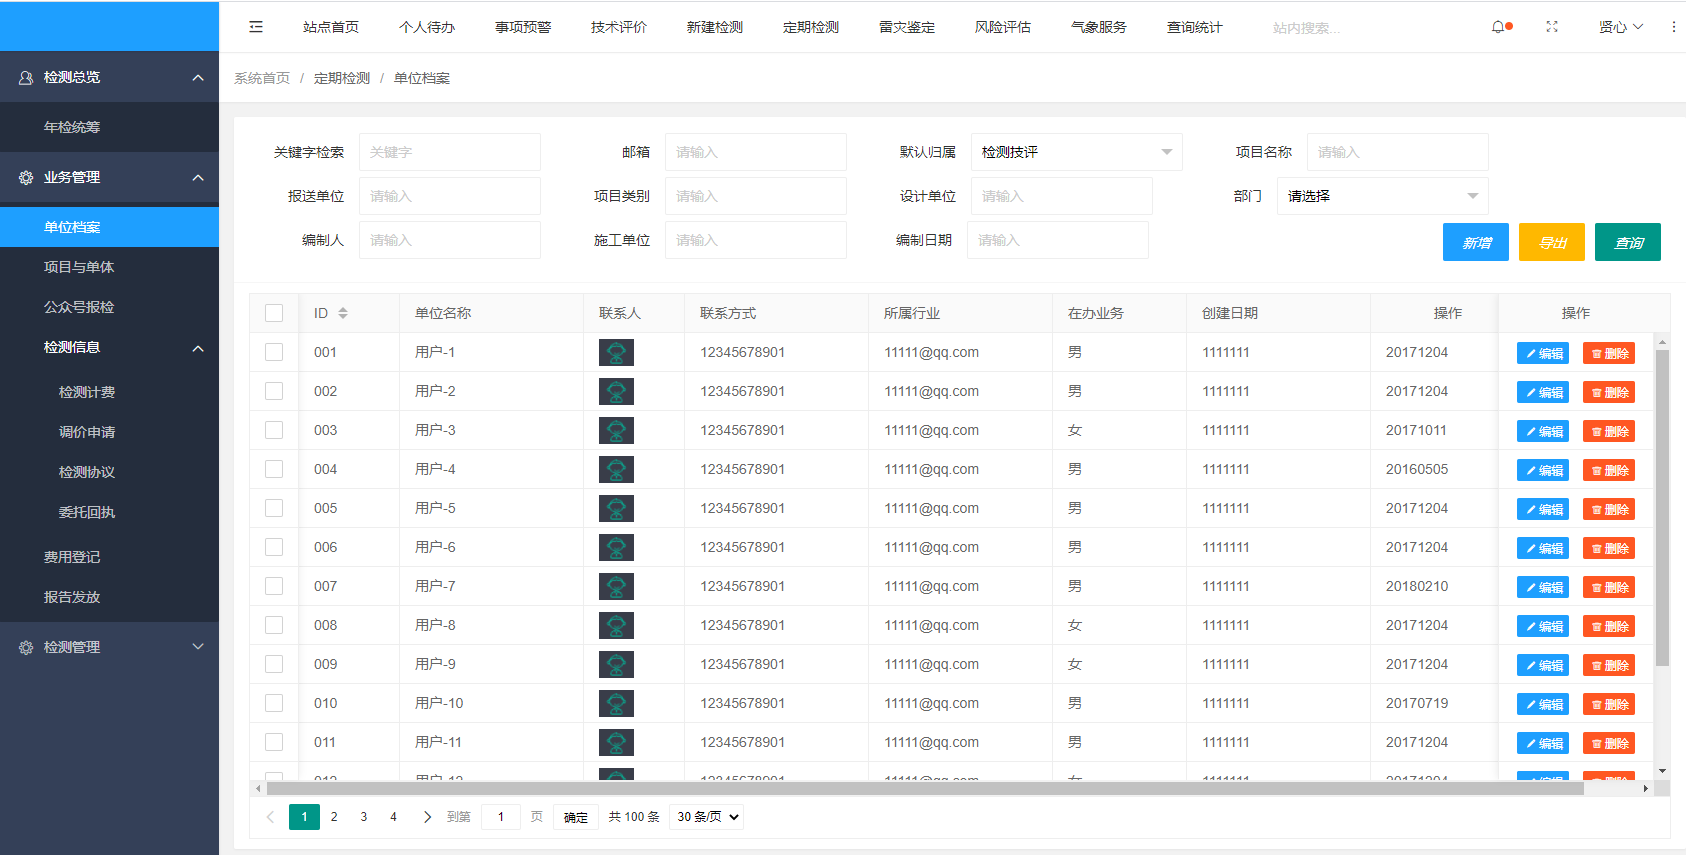 站点首页 个人待办 事项预警 技术评价 新建检测 定期检测 雷灾鉴定 风险评估 气象服务 查询统计 站内搜索... 贤心
系统首页 / 定期检测 / 单位档案
检测总览
年检统筹
业务管理
单位档案
项目与单体
公众号报检
检测信息
检测计费
调价申请
检测协议
委托回执
费用登记
报告发放
检测管理
关键字检索 关键字 邮箱 请输入 默认归属 检测技评 项目名称 请输入
报送单位 请输入 项目类别 请输入 设计单位 请输入 部门 请选择
编制人 请输入 施工单位 请输入 编制日期 请输入
新增 导出 查询
ID 单位名称 联系人 联系方式 所属行业 在办业务 创建日期 操作 操作
001 用户-1 12345678901 11111@qq.com 男 1111111 20171204 编辑 删除
002 用户-2 12345678901 11111@qq.com 男 1111111 20171204 编辑 删除
003 用户-3 12345678901 11111@qq.com 女 1111111 20171011 编辑 删除
004 用户-4 12345678901 11111@qq.com 男 1111111 20160505 编辑 删除
005 用户-5 12345678901 11111@qq.com 男 1111111 20171204 编辑 删除
006 用户-6 12345678901 11111@qq.com 男 1111111 20171204 编辑 删除
007 用户-7 12345678901 11111@qq.com 男 1111111 20180210 编辑 删除
008 用户-8 12345678901 11111@qq.com 女 1111111 20171204 编辑 删除
009 用户-9 12345678901 11111@qq.com 女 1111111 20171204 编辑 删除
010 用户-10 12345678901 11111@qq.com 男 1111111 20170719 编辑 删除
011 用户-11 12345678901 11111@qq.com 男 1111111 20171204 编辑 删除
012 用户-12 12345678901 11111@qq.com 女 1111111 20171204 编辑 删除
1 2 3 4 到第 1 页 确定 共 100 条 30 条/页